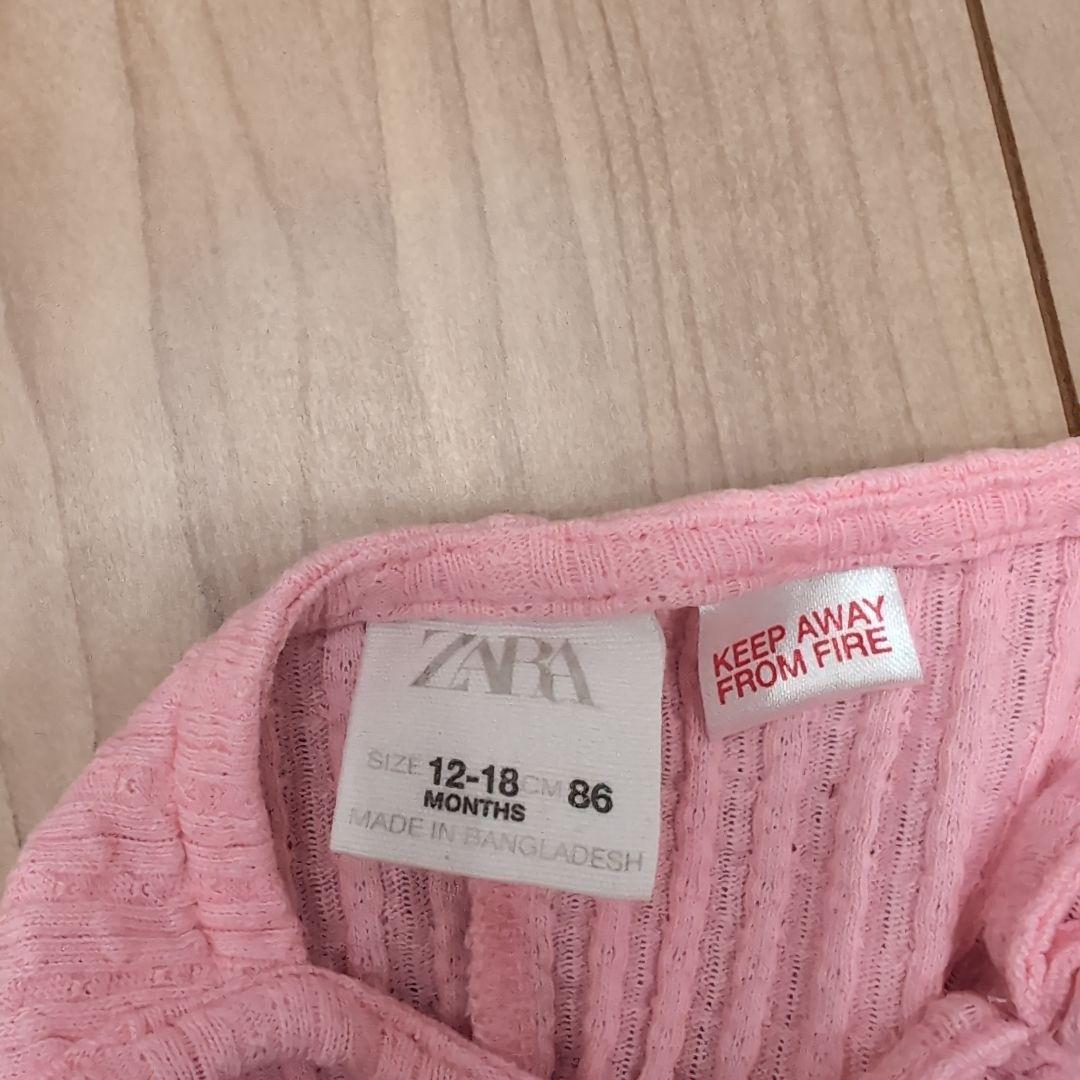 ZARA
SIZE 12-18 CM 86
MONTHS
MADE IN BANGLADESH
KEEP AWAY
FROM FIRE